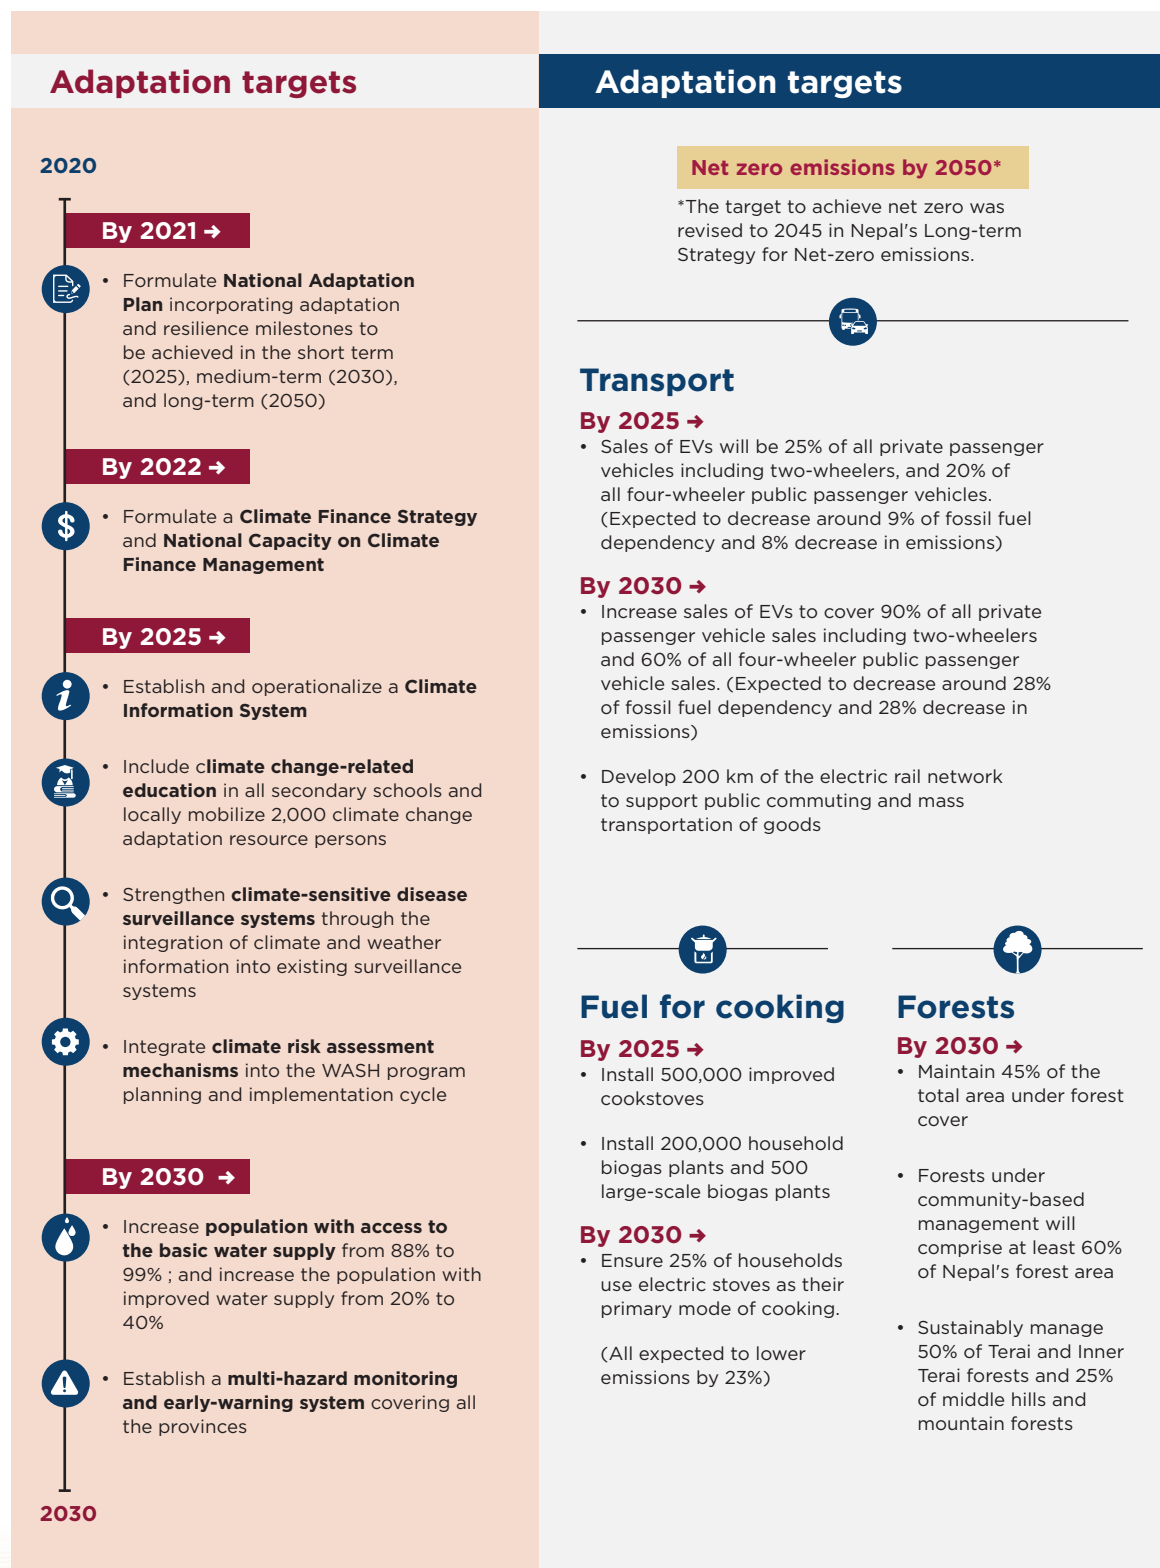 Adaptation targets
2020
By 2021 →
• Formulate National Adaptation
Plan incorporating adaptation
and resilience milestones to
be achieved in the short term
(2025), medium-term (2030),
and long-term (2050)
By 2022 →
$
• Formulate a Climate Finance Strategy
and National Capacity on Climate
Finance Management
By 2025 →
i
• Establish and operationalize a Climate
Information System
• Include climate change-related
education in all secondary schools and
locally mobilize 2,000 climate change
adaptation resource persons
• Strengthen climate-sensitive disease
surveillance systems through the
integration of climate and weather
information into existing surveillance
systems
• Integrate climate risk assessment
mechanisms into the WASH program
planning and implementation cycle
By 2030 →
• Increase population with access to
the basic water supply from 88% to
99% ; and increase the population with
improved water supply from 20% to
40%
• Establish a multi-hazard monitoring
and early-warning system covering all
the provinces
2030
Adaptation targets
Net zero emissions by 2050*
*The target to achieve net zero was
revised to 2045 in Nepal's Long-term
Strategy for Net-zero emissions.
Transport
By 2025 →
• Sales of EVs will be 25% of all private passenger
vehicles including two-wheelers, and 20% of
all four-wheeler public passenger vehicles.
(Expected to decrease around 9% of fossil fuel
dependency and 8% decrease in emissions)
By 2030 →
• Increase sales of EVs to cover 90% of all private
passenger vehicle sales including two-wheelers
and 60% of all four-wheeler public passenger
vehicle sales. (Expected to decrease around 28%
of fossil fuel dependency and 28% decrease in
emissions)
• Develop 200 km of the electric rail network
to support public commuting and mass
transportation of goods
Fuel for cooking
By 2025 →
• Install 500,000 improved
cookstoves
• Install 200,000 household
biogas plants and 500
large-scale biogas plants
By 2030 →
• Ensure 25% of households
use electric stoves as their
primary mode of cooking.
(All expected to lower
emissions by 23%)
Forests
By 2030 →
• Maintain 45% of the
total area under forest
cover
• Forests under
community-based
management will
comprise at least 60%
of Nepal's forest area
• Sustainably manage
50% of Terai and Inner
Terai forests and 25%
of middle hills and
mountain forests